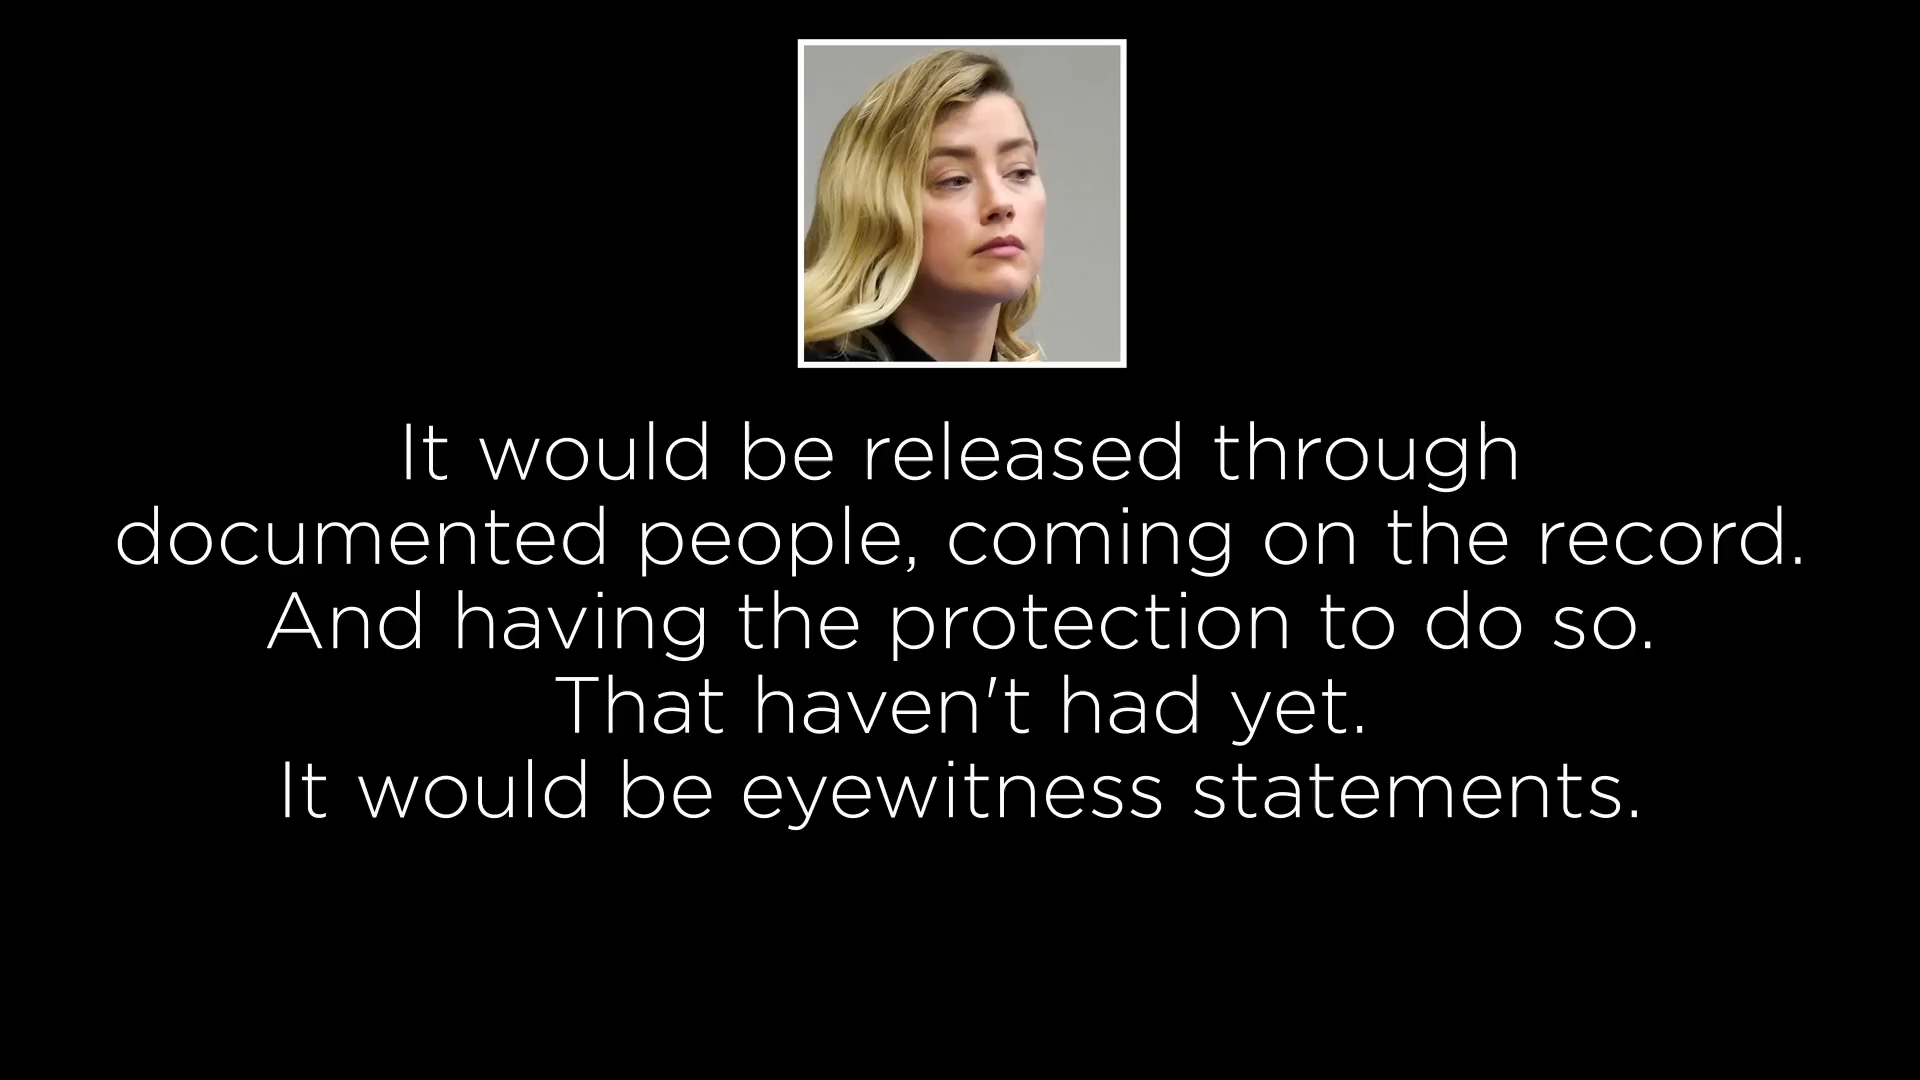 It would be released through
documented people, coming on the record.
And having the protection to do so.
That haven't had yet.
It would be eyewitness statements.